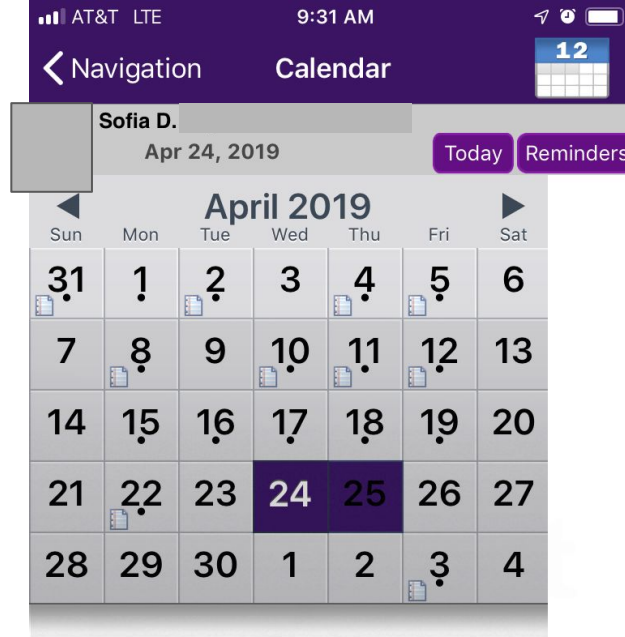 AT&T LTE 9:31 AM
Navigation Calendar 12
Sofia D.
Apr 24, 2019 Today Reminders
April 2019
Sun Mon Tue Wed Thu Fri Sat
31 1 2 3 4 5 6
7 8 9 10 11 12 13
14 15 16 17 18 19 20
21 22 23 24 25 26 27
28 29 30 1 2 3 4